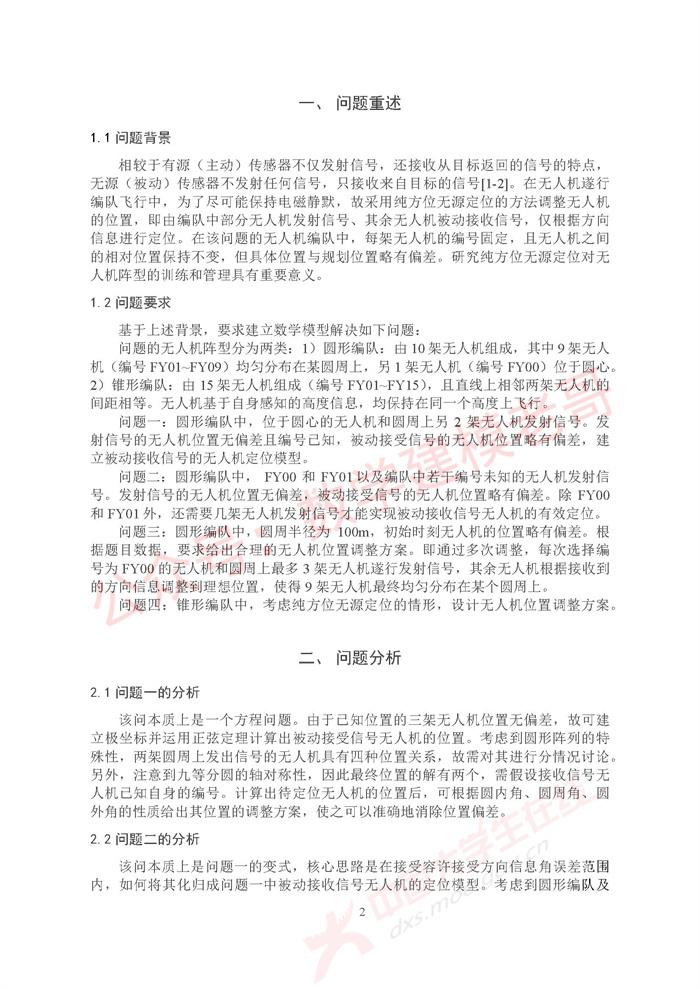 一、 问题重述
1.1 问题背景
相较于有源（主动）传感器不仅发射信号，还接收从目标返回的信号的特点，
无源（被动）传感器不发射任何信号，只接收来自目标的信号[1-2]。在无人机遂行
编队飞行中，为了尽可能保持电磁静默，故采用纯方位无源定位的方法调整无人机
的位置，即由编队中部分无人机发射信号、其余无人机被动接收信号，仅根据方向
信息进行定位。在该问题的无人机编队中，每架无人机的编号固定，且无人机之间
的相对位置保持不变，但具体位置与规划位置略有偏差。研究纯方位无源定位对无
人机阵型的训练和管理具有重要意义。
1.2 问题要求
基于上述背景，要求建立数学模型解决如下问题：
问题的无人机阵型分为两类：1）圆形编队：由 10 架无人机组成，其中 9 架无人
机（编号 FY01~FY09）均匀分布在某圆周上，另 1 架无人机（编号 FY00）位于圆心。
2）锥形编队：由 15 架无人机组成（编号 FY01~FY15），且直线上相邻两架无人机的
间距相等。无人机基于自身感知的高度信息，均保持在同一个高度上飞行。
问题一：圆形编队中，位于圆心的无人机和圆周上另 2 架无人机发射信号。发
射信号的无人机位置无偏差且编号已知，被动接受信号的无人机位置略有偏差，建
立被动接收信号的无人机定位模型。
问题二：圆形编队中， FY00 和 FY01 以及编队中若干编号未知的无人机发射信
号。发射信号的无人机位置无偏差，被动接受信号的无人机位置略有偏差。除 FY00
和 FY01 外，还需要几架无人机发射信号才能实现被动接收信号无人机的有效定位。
问题三：圆形编队中，圆周半径为 100m，初始时刻无人机的位置略有偏差。根
据题目数据，要求给出合理的无人机位置调整方案。即通过多次调整，每次选择编
号为 FY00 的无人机和圆周上最多 3 架无人机遂行发射信号，其余无人机根据接收到
的方向信息调整到理想位置，使得 9 架无人机最终均匀分布在某个圆周上。
问题四：锥形编队中，考虑纯方位无源定位的情形，设计无人机位置调整方案。
公众号：数学建模老哥
二、 问题分析
2.1 问题一的分析
该问本质上是一个方程问题。由于已知位置的三架无人机位置无偏差，故可建
立极坐标并运用正弦定理计算出被动接受信号无人机的位置。考虑到圆形阵列的特
殊性，两架圆周上发出信号的无人机具有四种位置关系，故需对其进行分情况讨论。
另外，注意到九等分圆的轴对称性，因此最终位置的解有两个，需假设接收信号无
人机已知自身的编号。计算出待定位无人机的位置后，可根据圆内角、圆周角、圆
外角的性质给出其位置的调整方案，使之可以准确地消除位置偏差。
2.2 问题二的分析
该问本质上是问题一的变式，核心思路是在接受容许接受方向信息角误差范围
内，如何将其化归成问题一中被动接收信号无人机的定位模型。考虑到圆形编队及
中国大学生在线
dxs.moe.gov.cn
2